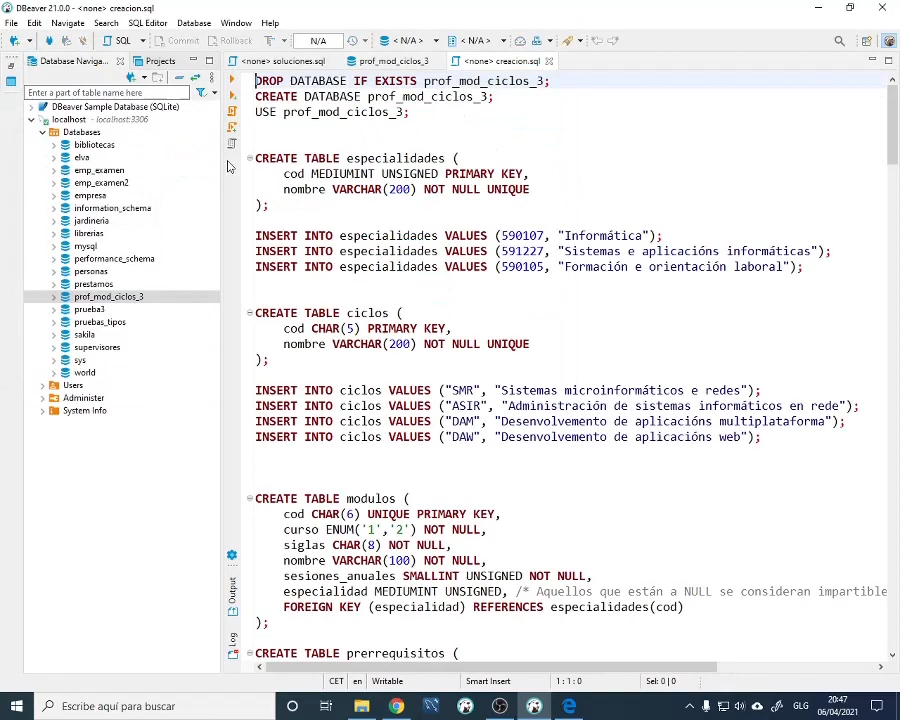 DBeaver 21.0.0 - <none> creacion.sql
File Edit Navigate Search SQL Editor Database Window Help
SQL Commit Rollback T N/A < N/A > < N/A >
Database Naviga... Projects
<none> soluciones.sql prof_mod_ciclos_3 <none> creacion.sql
Enter a part of table name here
DBeaver Sample Database (SQLite)
localhost - localhost:3306
Databases
bibliotecas
elva
emp_examen
emp_examen2
empresa
information_schema
jardineria
librerias
mysql
performance_schema
personas
prestamos
prof_mod_ciclos_3
prueba3
pruebas_tipos
sakila
supervisores
sys
world
Users
Administer
System Info
Output
Log
DROP DATABASE IF EXISTS prof_mod_ciclos_3;
CREATE DATABASE prof_mod_ciclos_3;
USE prof_mod_ciclos_3;
CREATE TABLE especialidades (
cod MEDIUMINT UNSIGNED PRIMARY KEY,
nombre VARCHAR(200) NOT NULL UNIQUE
);
INSERT INTO especialidades VALUES (590107, "Informática");
INSERT INTO especialidades VALUES (591227, "Sistemas e aplicacións informáticas");
INSERT INTO especialidades VALUES (590105, "Formación e orientación laboral");
CREATE TABLE ciclos (
cod CHAR(5) PRIMARY KEY,
nombre VARCHAR(200) NOT NULL UNIQUE
);
INSERT INTO ciclos VALUES ("SMR", "Sistemas microinformáticos e redes");
INSERT INTO ciclos VALUES ("ASIR", "Administración de sistemas informáticos en rede");
INSERT INTO ciclos VALUES ("DAM", "Desenvolvemento de aplicacións multiplataforma");
INSERT INTO ciclos VALUES ("DAW", "Desenvolvemento de aplicacións web");
CREATE TABLE modulos (
cod CHAR(6) UNIQUE PRIMARY KEY,
curso ENUM('1','2') NOT NULL,
siglas CHAR(8) NOT NULL,
nombre VARCHAR(100) NOT NULL,
sesiones_anuales SMALLINT UNSIGNED NOT NULL,
especialidad MEDIUMINT UNSIGNED, /* Aquellos que están a NULL se consideran impartible
FOREIGN KEY (especialidad) REFERENCES especialidades(cod)
);
CREATE TABLE prerrequisitos (
CET en Writable Smart Insert 1 : 1 : 0 Sel: 0 | 0
Escribe aquí para buscar
GLG
20:47
06/04/2021